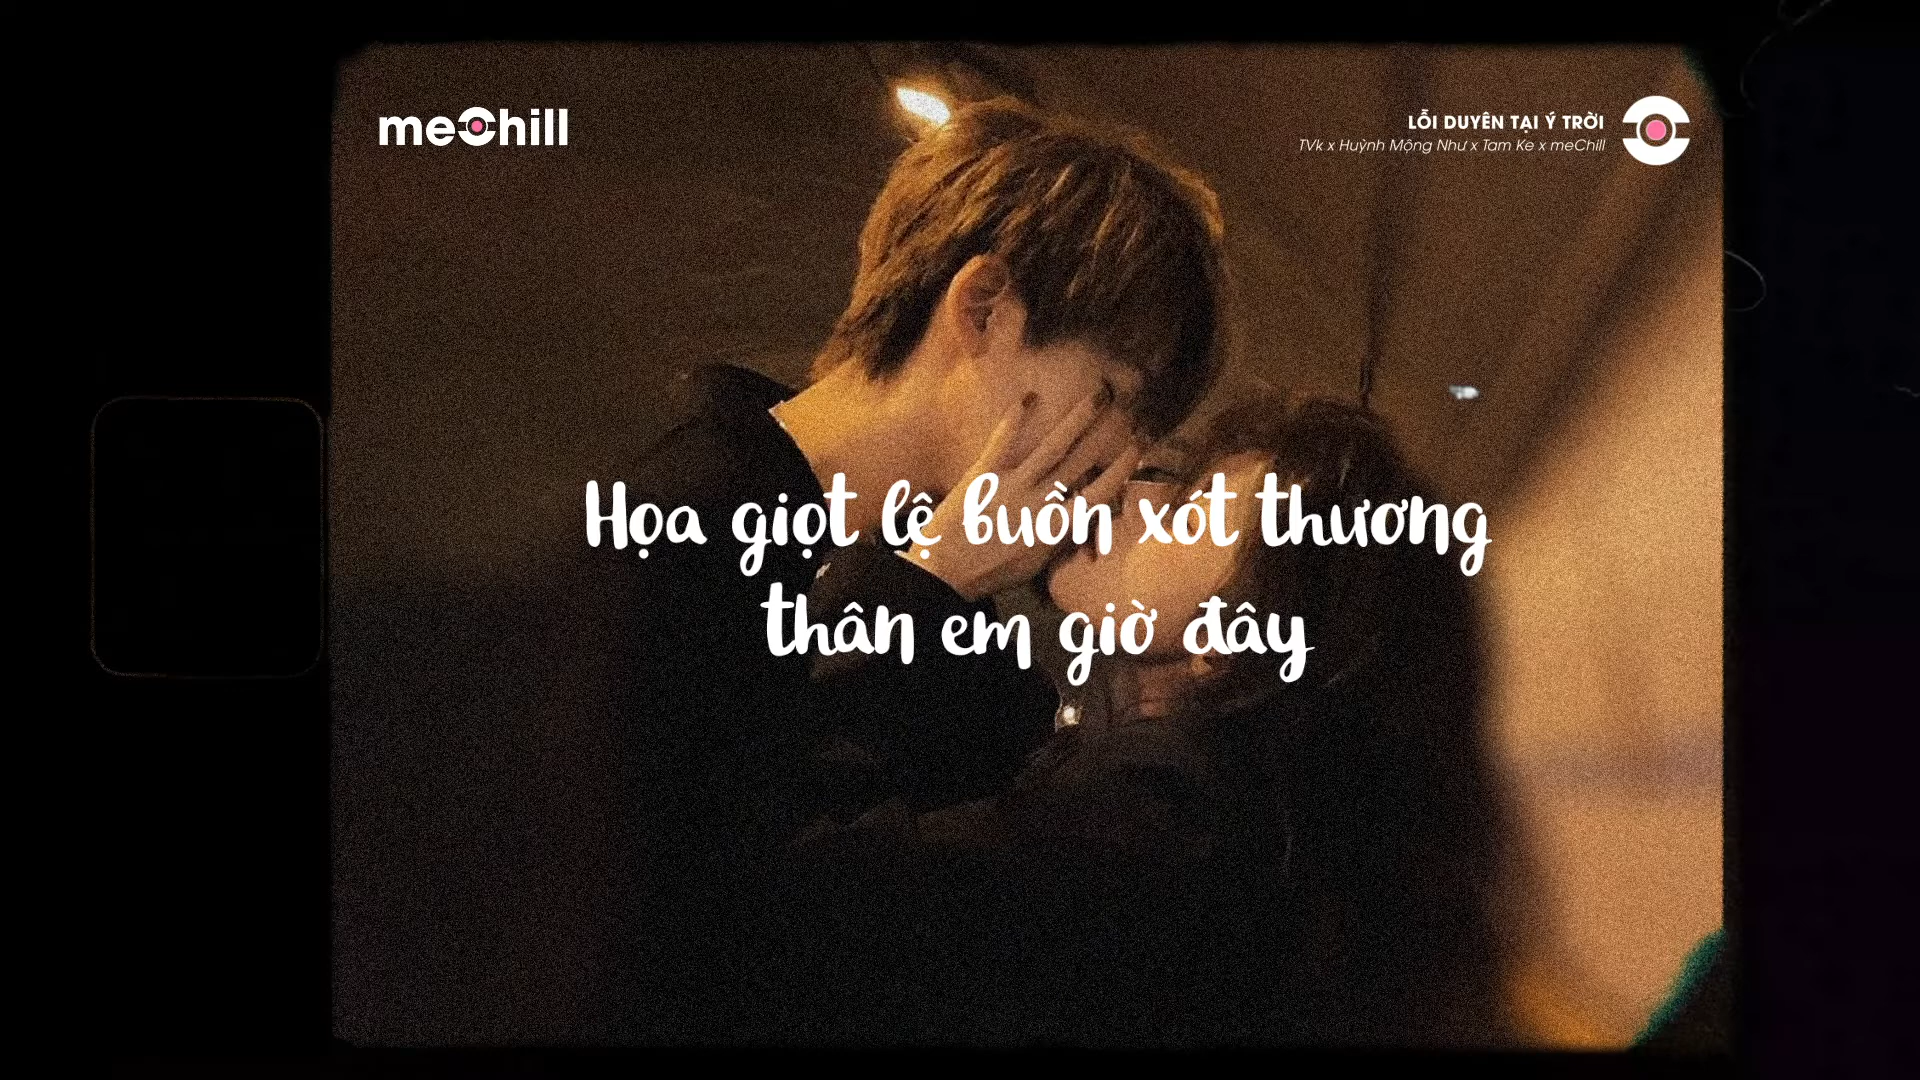 meChill
LỖI DUYÊN TẠI Ý TRỜI
TVk x Huỳnh Mộng Như x Tam Ke x meChill
Họa giọt lệ buồn xót thương
thân em giờ đây